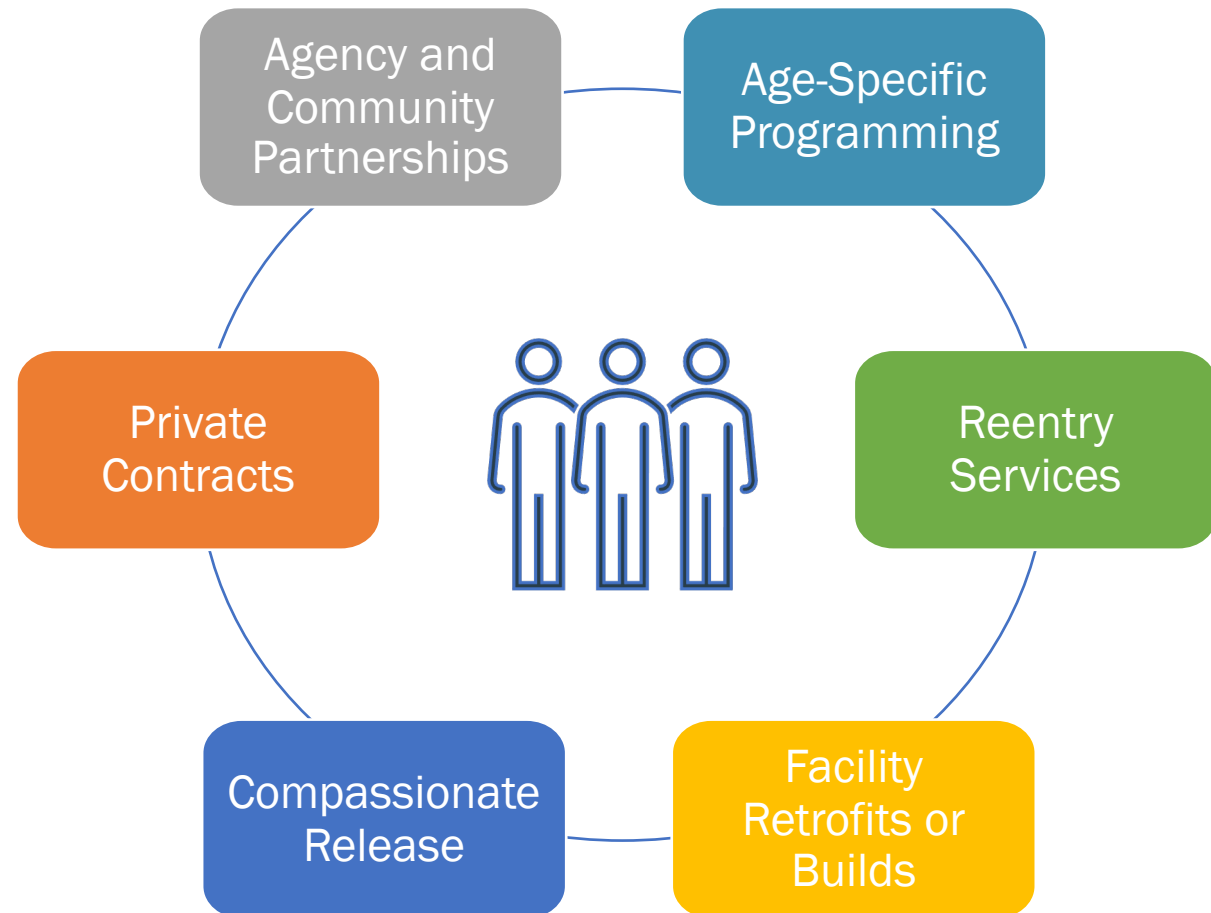 Agency and
Community
Partnerships
Age-Specific
Programming
Private
Contracts
Reentry
Services
Compassionate
Release
Facility
Retrofits or
Builds